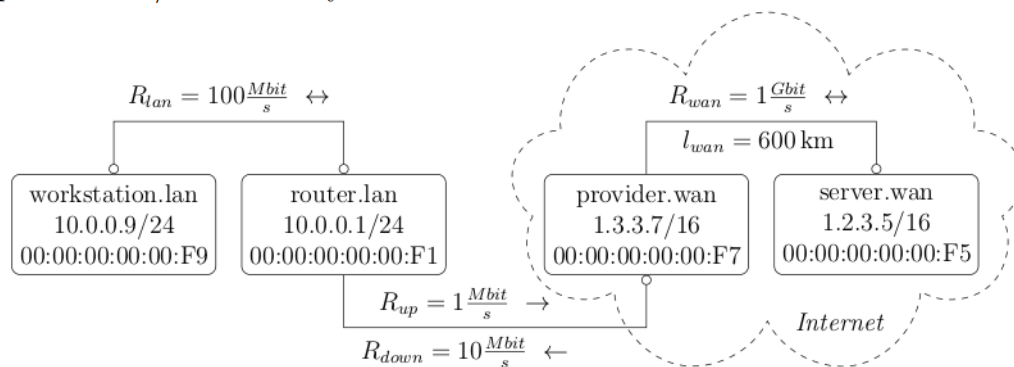 R_lan = 100 Mbit/s ↔
R_wan = 1 Gbit/s ↔
l_wan = 600 km
workstation.lan
10.0.0.9/24
00:00:00:00:00:F9
router.lan
10.0.0.1/24
00:00:00:00:00:F1
provider.wan
1.3.3.7/16
00:00:00:00:00:F7
server.wan
1.2.3.5/16
00:00:00:00:00:F5
R_up = 1 Mbit/s →
R_down = 10 Mbit/s ←
Internet